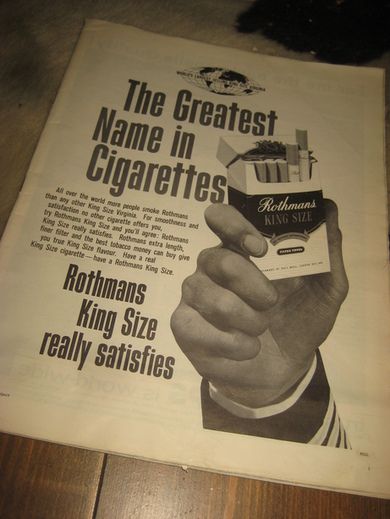 WORLD'S LARGEST
The Greatest
Name in
Cigarettes
All over the world more people smoke Rothmans
than any other King Size Virginia. For smoothness and
satisfaction no other cigarette offers you,
try Rothmans King Size and you'll agree: Rothmans
King Size really satisfies. Rothmans extra length,
finer filter and the best tobacco money can buy give
you true King Size flavour. Have a real
King Size cigarette—have a Rothmans King Size.
Rothmans
King Size
really satisfies
Rothmans
KING SIZE
FILTER TIPPED